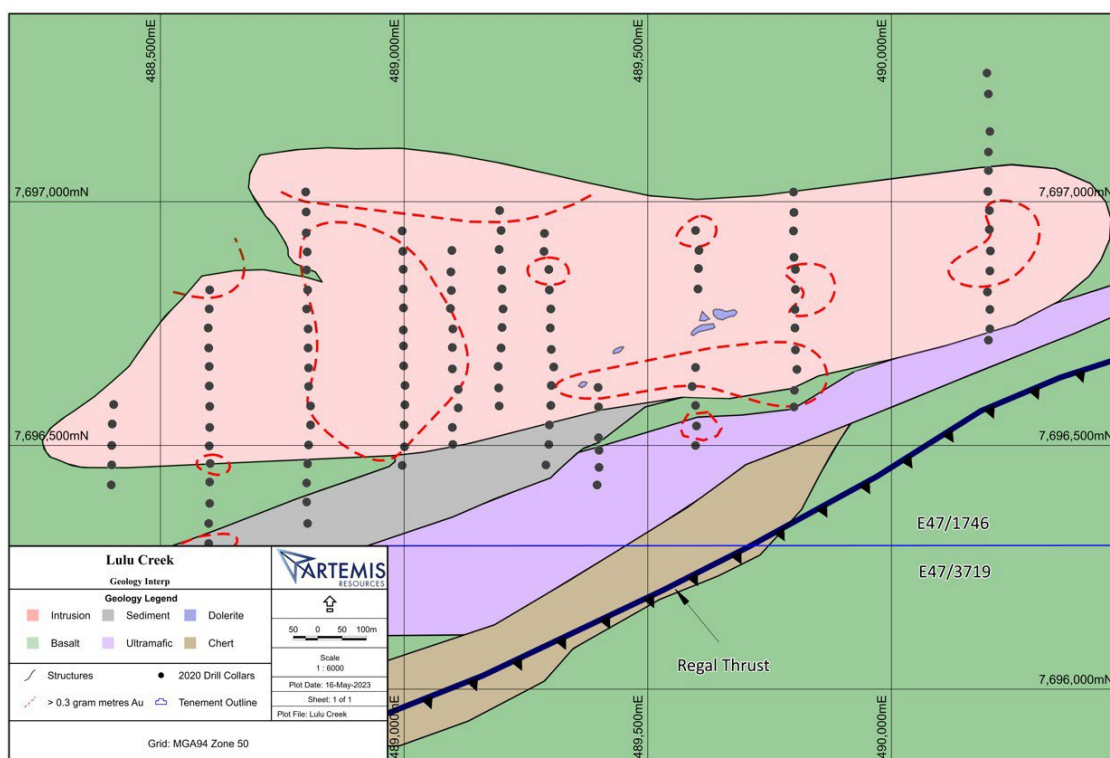 488,500mE
489,000mE
489,500mE
490,000mE
7,697,000mN
7,697,000mN
7,696,500mN
7,696,500mN
E47/1746
E47/3719
Regal Thrust
7,696,000mN
489,000mE
489,500mE
490,000mE
Lulu Creek
Geology Interp
Geology Legend
Intrusion
Sediment
Dolerite
Basalt
Ultramafic
Chert
Structures
2020 Drill Collars
> 0.3 gram metres Au
Tenement Outline
Grid: MGA94 Zone 50
ARTEMIS
RESOURCES
50 0 50 100m
Scale
1 : 6000
Plot Date: 16-May-2023
Sheet: 1 of 1
Plot File: Lulu Creek